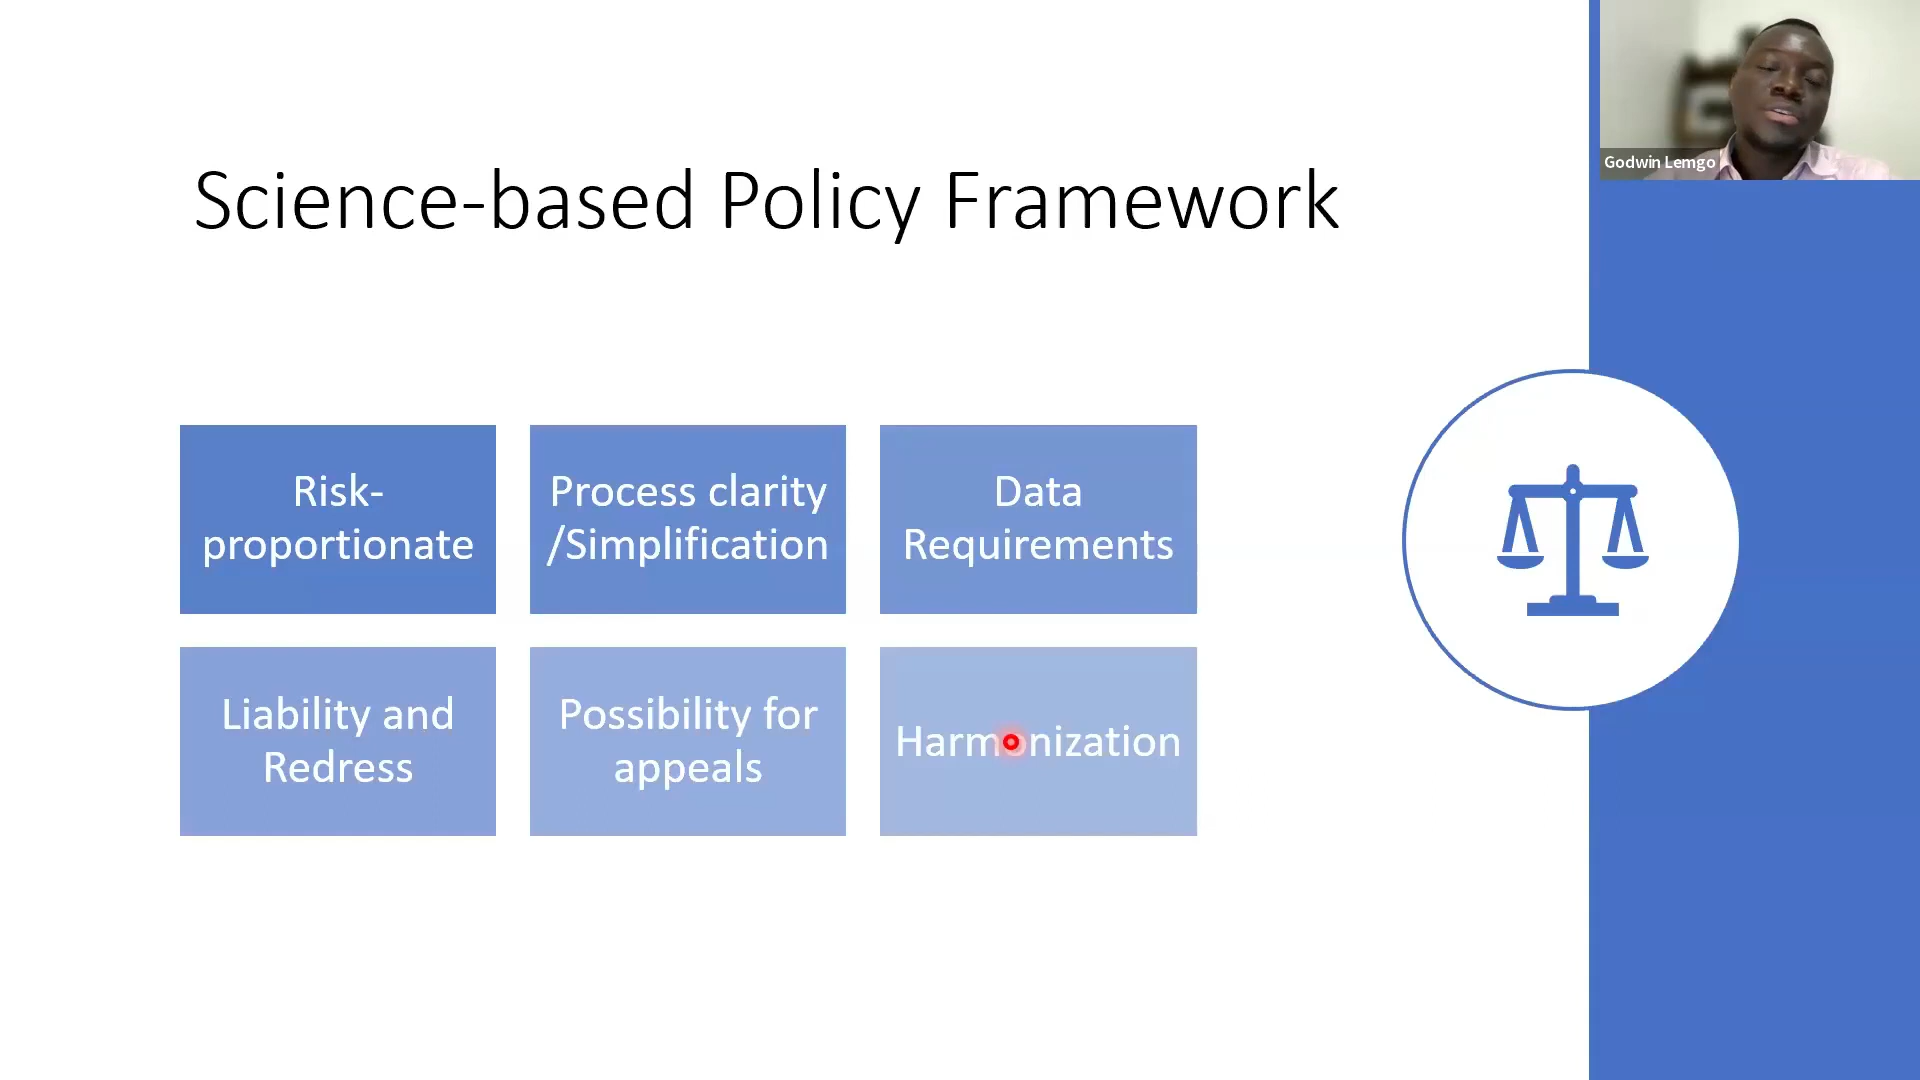 Godwin Lemgo
Science-based Policy Framework
Risk-
proportionate
Process clarity
/Simplification
Data
Requirements
Liability and
Redress
Possibility for
appeals
Harmonization